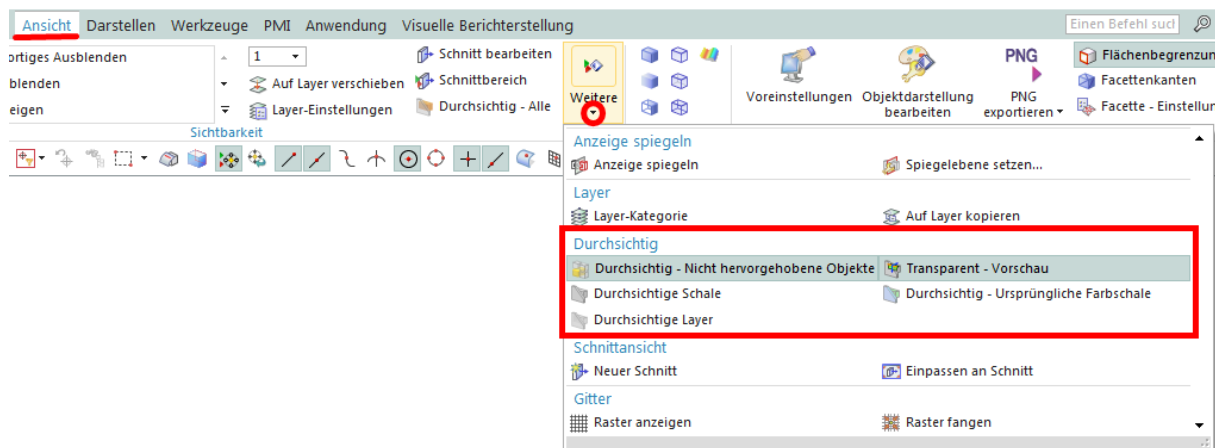 Ansicht Darstellen Werkzeuge PMI Anwendung Visuelle Berichterstellung
Einen Befehl such
ortiges Ausblenden
blenden
eigen
1
Auf Layer verschieben
Layer-Einstellungen
Schnitt bearbeiten
Schnittbereich
Durchsichtig - Alle
Sichtbarkeit
Weitere
Voreinstellungen
Objektdarstellung
bearbeiten
PNG
PNG
exportieren
Flächenbegrenzun
Facettenkanten
Facette - Einstellur
Anzeige spiegeln
Anzeige spiegeln Spiegelebene setzen...
Layer
Layer-Kategorie Auf Layer kopieren
Durchsichtig
Durchsichtig - Nicht hervorgehobene Objekte Transparent - Vorschau
Durchsichtige Schale Durchsichtig - Ursprüngliche Farbschale
Durchsichtige Layer
Schnittansicht
Neuer Schnitt Einpassen an Schnitt
Gitter
Raster anzeigen Raster fangen